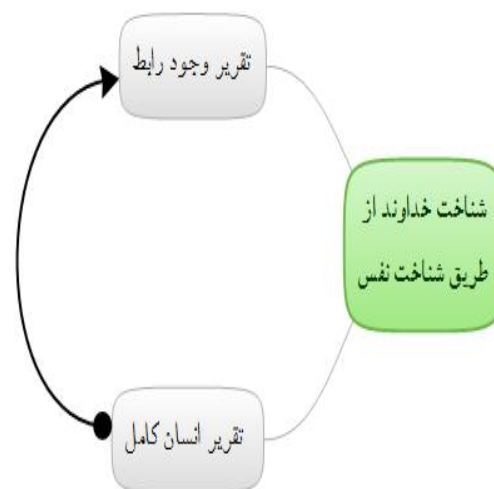 تقریر وجود رابط
شناخت خداوند از
طریق شناخت نفس
تقریر انسان کامل